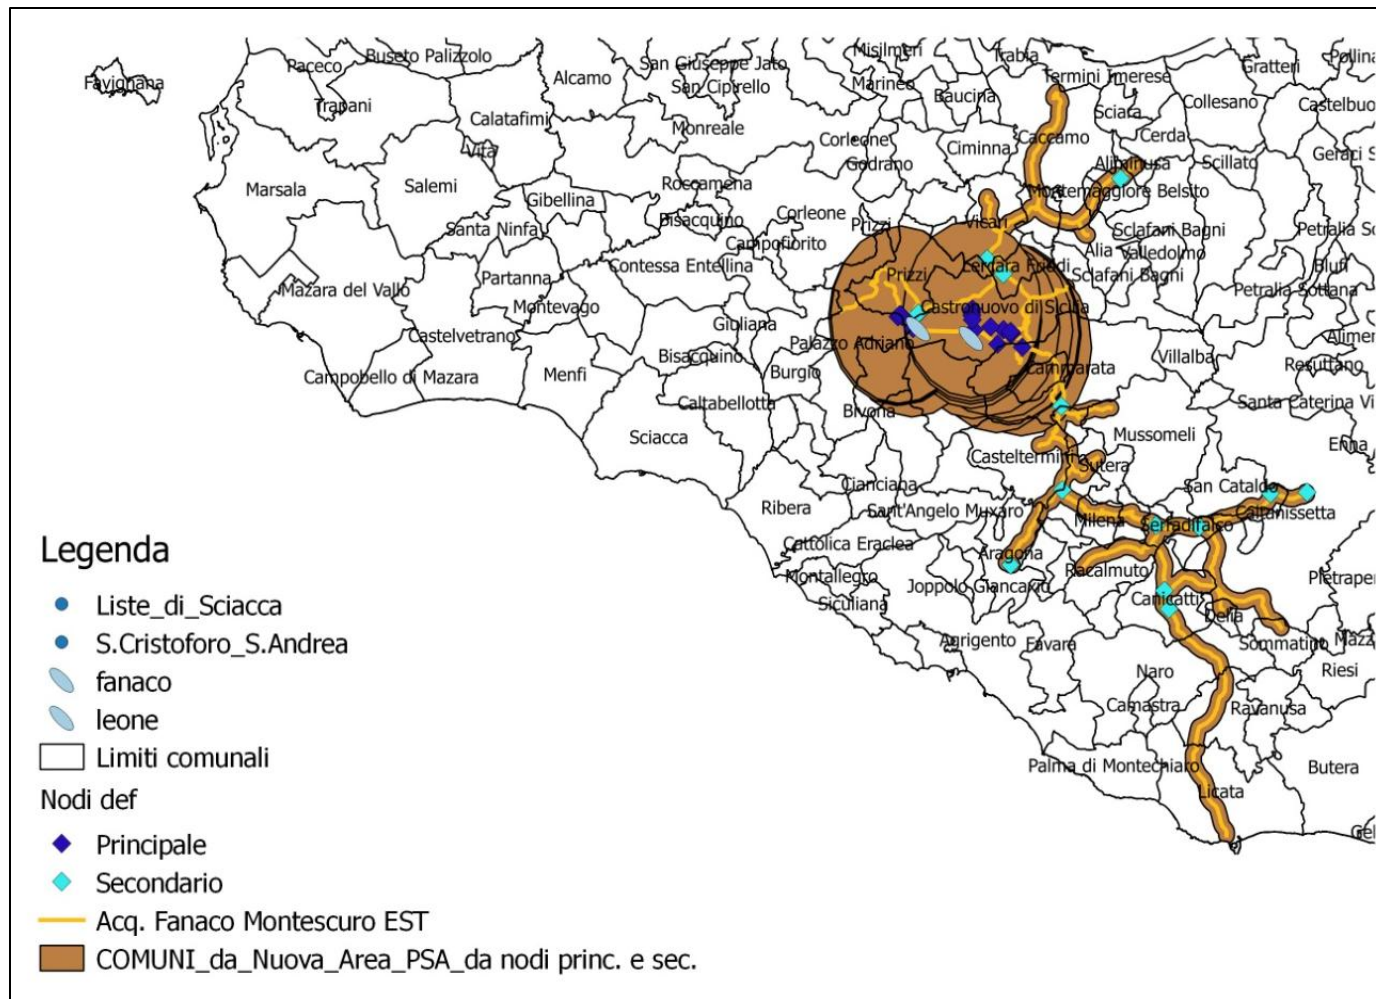 Misilmeri
Trabia
Buseto Palizzolo
Pollina
Paceco
San Giuseppe Jato
Gratteri
Favignana
Alcamo
San Cipirello
Marineo
Termini Imerese
Baucina
Trapani
Collesano
Castelbuo
Sciara
Calatafimi
Monreale
Corleone
Caccamo
Cerda
Vita
Ciminna
Geraci S
Godrano
Aliminusa
Scillato
Marsala
Salemi
Roccamena
Montemaggiore Belsito
Gibellina
Corleone
Bisacquino
Prizzi
Vicari
Santa Ninfa
Sclafani Bagni
Petralia So
Campofiorito
Alia
Valledolmo
Contessa Entellina
Lercara Friddi
Blufi
Partanna
Prizzi
Sclafani Bagni
Mazara del Vallo
Petralia Sottana
Montevago
Castronuovo di Sicilia
Giuliana
Castelvetrano
Palazzo Adriano
Alimen
Bisacquino
Villalba
Resuttano
Campobello di Mazara
Menfi
Burgio
Cammarata
Caltabellotta
Bivona
Santa Caterina Vi
Sciacca
Mussomeli
Enna
Casteltermini
Sutera
Cianciana
San Cataldo
Ribera
Sant'Angelo Muxaro
Caltanissetta
Milena
Serradifalco
Cattolica Eraclea
Aragona
Montallegro
Joppolo Giancaxio
Racalmuto
Pietraper
Siculiana
Canicattì
Delia
Agrigento
Favara
Sommatino
Mazz
Naro
Riesi
Camastra
Ravanusa
Palma di Montechiaro
Butera
Licata
Gel
Legenda
Liste_di_Sciacca
S.Cristoforo_S.Andrea
fanaco
leone
Limiti comunali
Nodi def
Principale
Secondario
Acq. Fanaco Montescuro EST
COMUNI_da_Nuova_Area_PSA_da nodi princ. e sec.